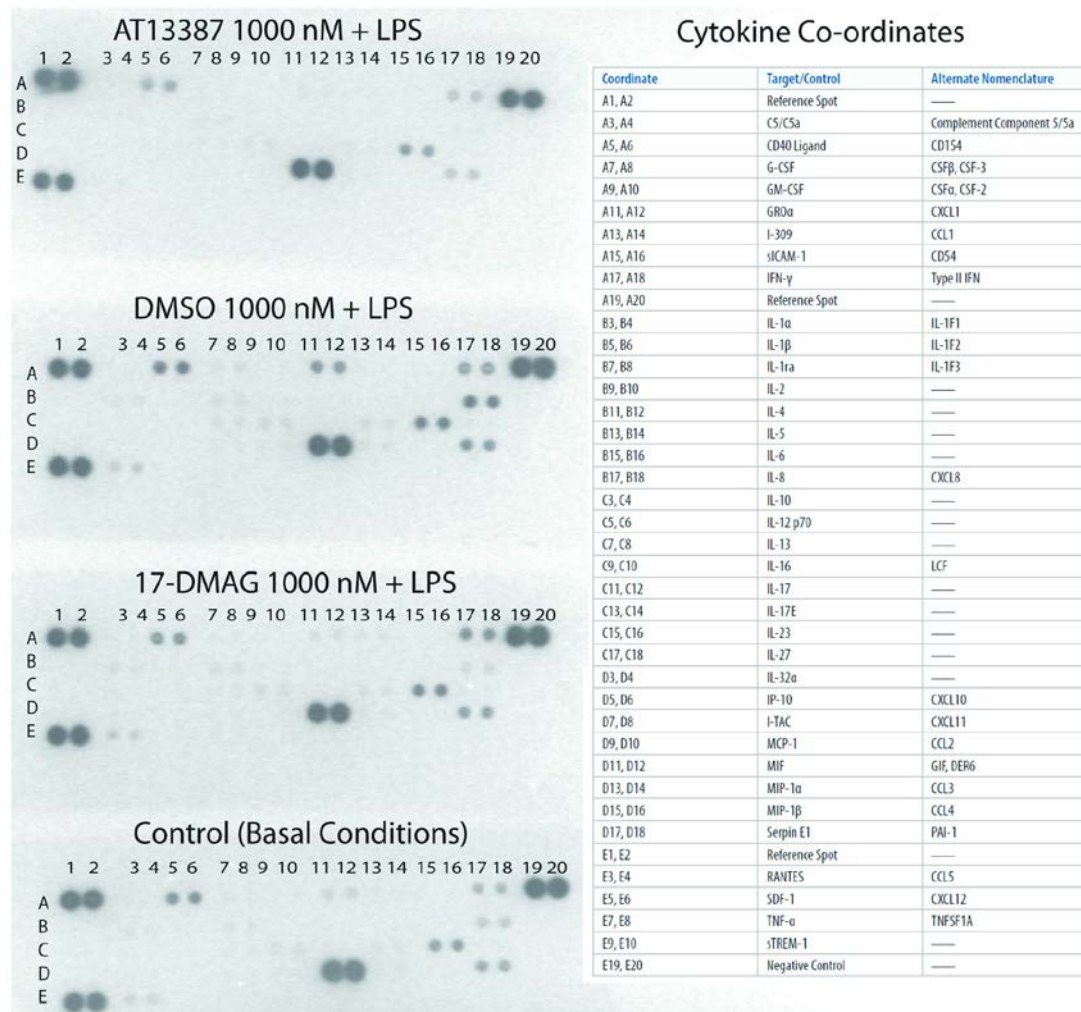 AT13387 1000 nM + LPS
1 2 3 4 5 6 7 8 9 10 11 12 13 14 15 16 17 18 19 20
A
B
C
D
E
DMSO 1000 nM + LPS
1 2 3 4 5 6 7 8 9 10 11 12 13 14 15 16 17 18 19 20
A
B
C
D
E
17-DMAG 1000 nM + LPS
1 2 3 4 5 6 7 8 9 10 11 12 13 14 15 16 17 18 19 20
A
B
C
D
E
Control (Basal Conditions)
1 2 3 4 5 6 7 8 9 10 11 12 13 14 15 16 17 18 19 20
A
B
C
D
E
Cytokine Co-ordinates
Coordinate Target/Control Alternate Nomenclature
A1, A2 Reference Spot —
A3, A4 C5/C5a Complement Component 5/5a
A5, A6 CD40 Ligand CD154
A7, A8 G-CSF CSFβ, CSF-3
A9, A10 GM-CSF CSFα, CSF-2
A11, A12 GROα CXCL1
A13, A14 I-309 CCL1
A15, A16 sICAM-1 CD54
A17, A18 IFN-γ Type II IFN
A19, A20 Reference Spot —
B3, B4 IL-1α IL-1F1
B5, B6 IL-1β IL-1F2
B7, B8 IL-1ra IL-1F3
B9, B10 IL-2 —
B11, B12 IL-4 —
B13, B14 IL-5 —
B15, B16 IL-6 —
B17, B18 IL-8 CXCL8
C3, C4 IL-10 —
C5, C6 IL-12 p70 —
C7, C8 IL-13 —
C9, C10 IL-16 LCF
C11, C12 IL-17 —
C13, C14 IL-17E —
C15, C16 IL-23 —
C17, C18 IL-27 —
D3, D4 IL-32α —
D5, D6 IP-10 CXCL10
D7, D8 I-TAC CXCL11
D9, D10 MCP-1 CCL2
D11, D12 MIF GIF, DER6
D13, D14 MIP-1α CCL3
D15, D16 MIP-1β CCL4
D17, D18 Serpin E1 PAI-1
E1, E2 Reference Spot —
E3, E4 RANTES CCL5
E5, E6 SDF-1 CXCL12
E7, E8 TNF-α TNFSF1A
E9, E10 sTREM-1 —
E19, E20 Negative Control —